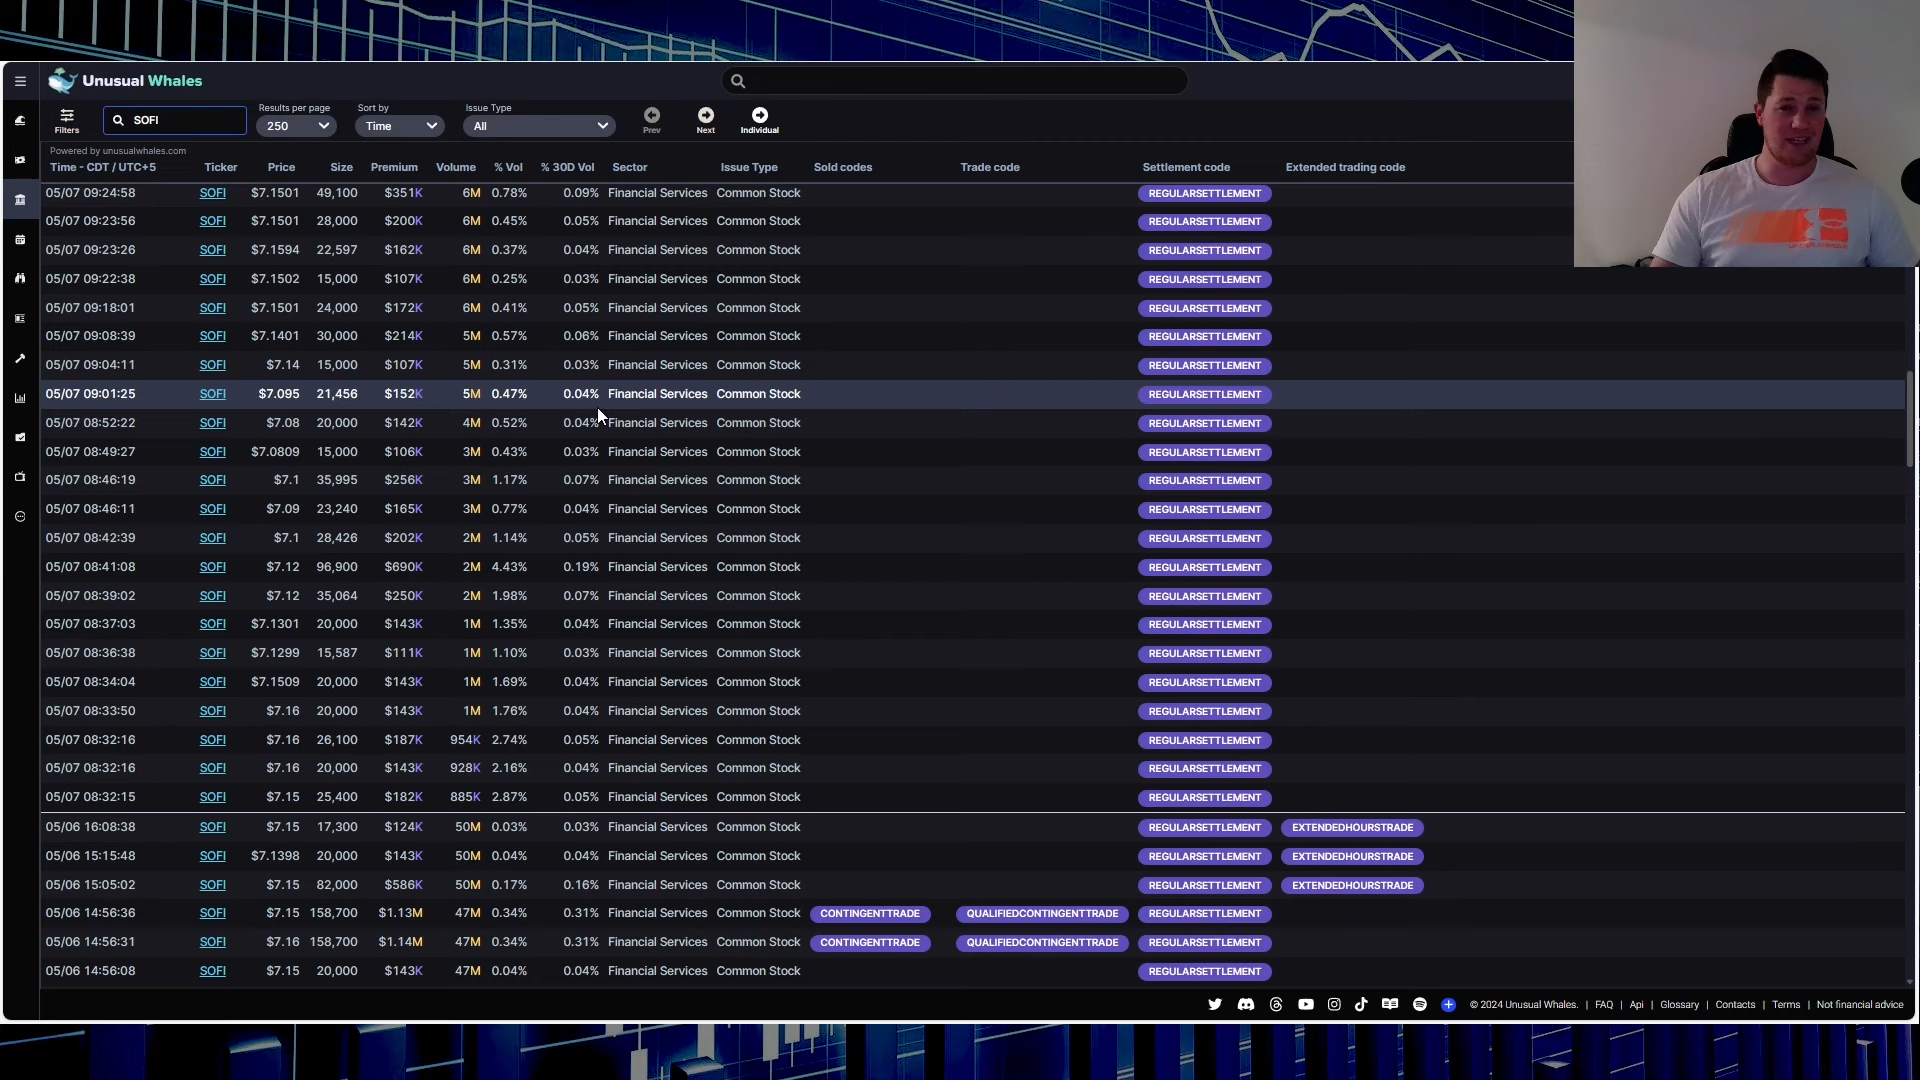 Unusual Whales
Filters
SOFI
Results per page
250
Sort by
Time
Issue Type
All
Prev
Next
Individual
Powered by unusualwhales.com
Time - CDT / UTC+5 Ticker Price Size Premium Volume % Vol % 30D Vol Sector Issue Type Sold codes Trade code Settlement code Extended trading code
05/07 09:24:58 SOFI $7.1501 49,100 $351K 6M 0.78% 0.09% Financial Services Common Stock REGULARSETTLEMENT
05/07 09:23:56 SOFI $7.1501 28,000 $200K 6M 0.45% 0.05% Financial Services Common Stock REGULARSETTLEMENT
05/07 09:23:26 SOFI $7.1594 22,597 $162K 6M 0.37% 0.04% Financial Services Common Stock REGULARSETTLEMENT
05/07 09:22:38 SOFI $7.1502 15,000 $107K 6M 0.25% 0.03% Financial Services Common Stock REGULARSETTLEMENT
05/07 09:18:01 SOFI $7.1501 24,000 $172K 6M 0.41% 0.05% Financial Services Common Stock REGULARSETTLEMENT
05/07 09:08:39 SOFI $7.1401 30,000 $214K 5M 0.57% 0.06% Financial Services Common Stock REGULARSETTLEMENT
05/07 09:04:11 SOFI $7.14 15,000 $107K 5M 0.31% 0.03% Financial Services Common Stock REGULARSETTLEMENT
05/07 09:01:25 SOFI $7.095 21,456 $152K 5M 0.47% 0.04% Financial Services Common Stock REGULARSETTLEMENT
05/07 08:52:22 SOFI $7.08 20,000 $142K 4M 0.52% 0.04% Financial Services Common Stock REGULARSETTLEMENT
05/07 08:49:27 SOFI $7.0809 15,000 $106K 3M 0.43% 0.03% Financial Services Common Stock REGULARSETTLEMENT
05/07 08:46:19 SOFI $7.1 35,995 $256K 3M 1.17% 0.07% Financial Services Common Stock REGULARSETTLEMENT
05/07 08:46:11 SOFI $7.09 23,240 $165K 3M 0.77% 0.04% Financial Services Common Stock REGULARSETTLEMENT
05/07 08:42:39 SOFI $7.1 28,426 $202K 2M 1.14% 0.05% Financial Services Common Stock REGULARSETTLEMENT
05/07 08:41:08 SOFI $7.12 96,900 $690K 2M 4.43% 0.19% Financial Services Common Stock REGULARSETTLEMENT
05/07 08:39:02 SOFI $7.12 35,064 $250K 2M 1.98% 0.07% Financial Services Common Stock REGULARSETTLEMENT
05/07 08:37:03 SOFI $7.1301 20,000 $143K 1M 1.35% 0.04% Financial Services Common Stock REGULARSETTLEMENT
05/07 08:36:38 SOFI $7.1299 15,587 $111K 1M 1.10% 0.03% Financial Services Common Stock REGULARSETTLEMENT
05/07 08:34:04 SOFI $7.1509 20,000 $143K 1M 1.69% 0.04% Financial Services Common Stock REGULARSETTLEMENT
05/07 08:33:50 SOFI $7.16 20,000 $143K 1M 1.76% 0.04% Financial Services Common Stock REGULARSETTLEMENT
05/07 08:32:16 SOFI $7.16 26,100 $187K 954K 2.74% 0.05% Financial Services Common Stock REGULARSETTLEMENT
05/07 08:32:16 SOFI $7.16 20,000 $143K 928K 2.16% 0.04% Financial Services Common Stock REGULARSETTLEMENT
05/07 08:32:15 SOFI $7.15 25,400 $182K 885K 2.87% 0.05% Financial Services Common Stock REGULARSETTLEMENT
05/06 16:08:38 SOFI $7.15 17,300 $124K 50M 0.03% 0.03% Financial Services Common Stock REGULARSETTLEMENT EXTENDEDHOURSTRADE
05/06 15:15:48 SOFI $7.1398 20,000 $143K 50M 0.04% 0.04% Financial Services Common Stock REGULARSETTLEMENT EXTENDEDHOURSTRADE
05/06 15:05:02 SOFI $7.15 82,000 $586K 50M 0.17% 0.16% Financial Services Common Stock REGULARSETTLEMENT EXTENDEDHOURSTRADE
05/06 14:56:36 SOFI $7.15 158,700 $1.13M 47M 0.34% 0.31% Financial Services Common Stock CONTINGENTTRADE QUALIFIEDCONTINGENTTRADE REGULARSETTLEMENT
05/06 14:56:31 SOFI $7.16 158,700 $1.14M 47M 0.34% 0.31% Financial Services Common Stock CONTINGENTTRADE QUALIFIEDCONTINGENTTRADE REGULARSETTLEMENT
05/06 14:56:08 SOFI $7.15 20,000 $143K 47M 0.04% 0.04% Financial Services Common Stock REGULARSETTLEMENT
© 2024 Unusual Whales. | FAQ | Api | Glossary | Contacts | Terms | Not financial advice